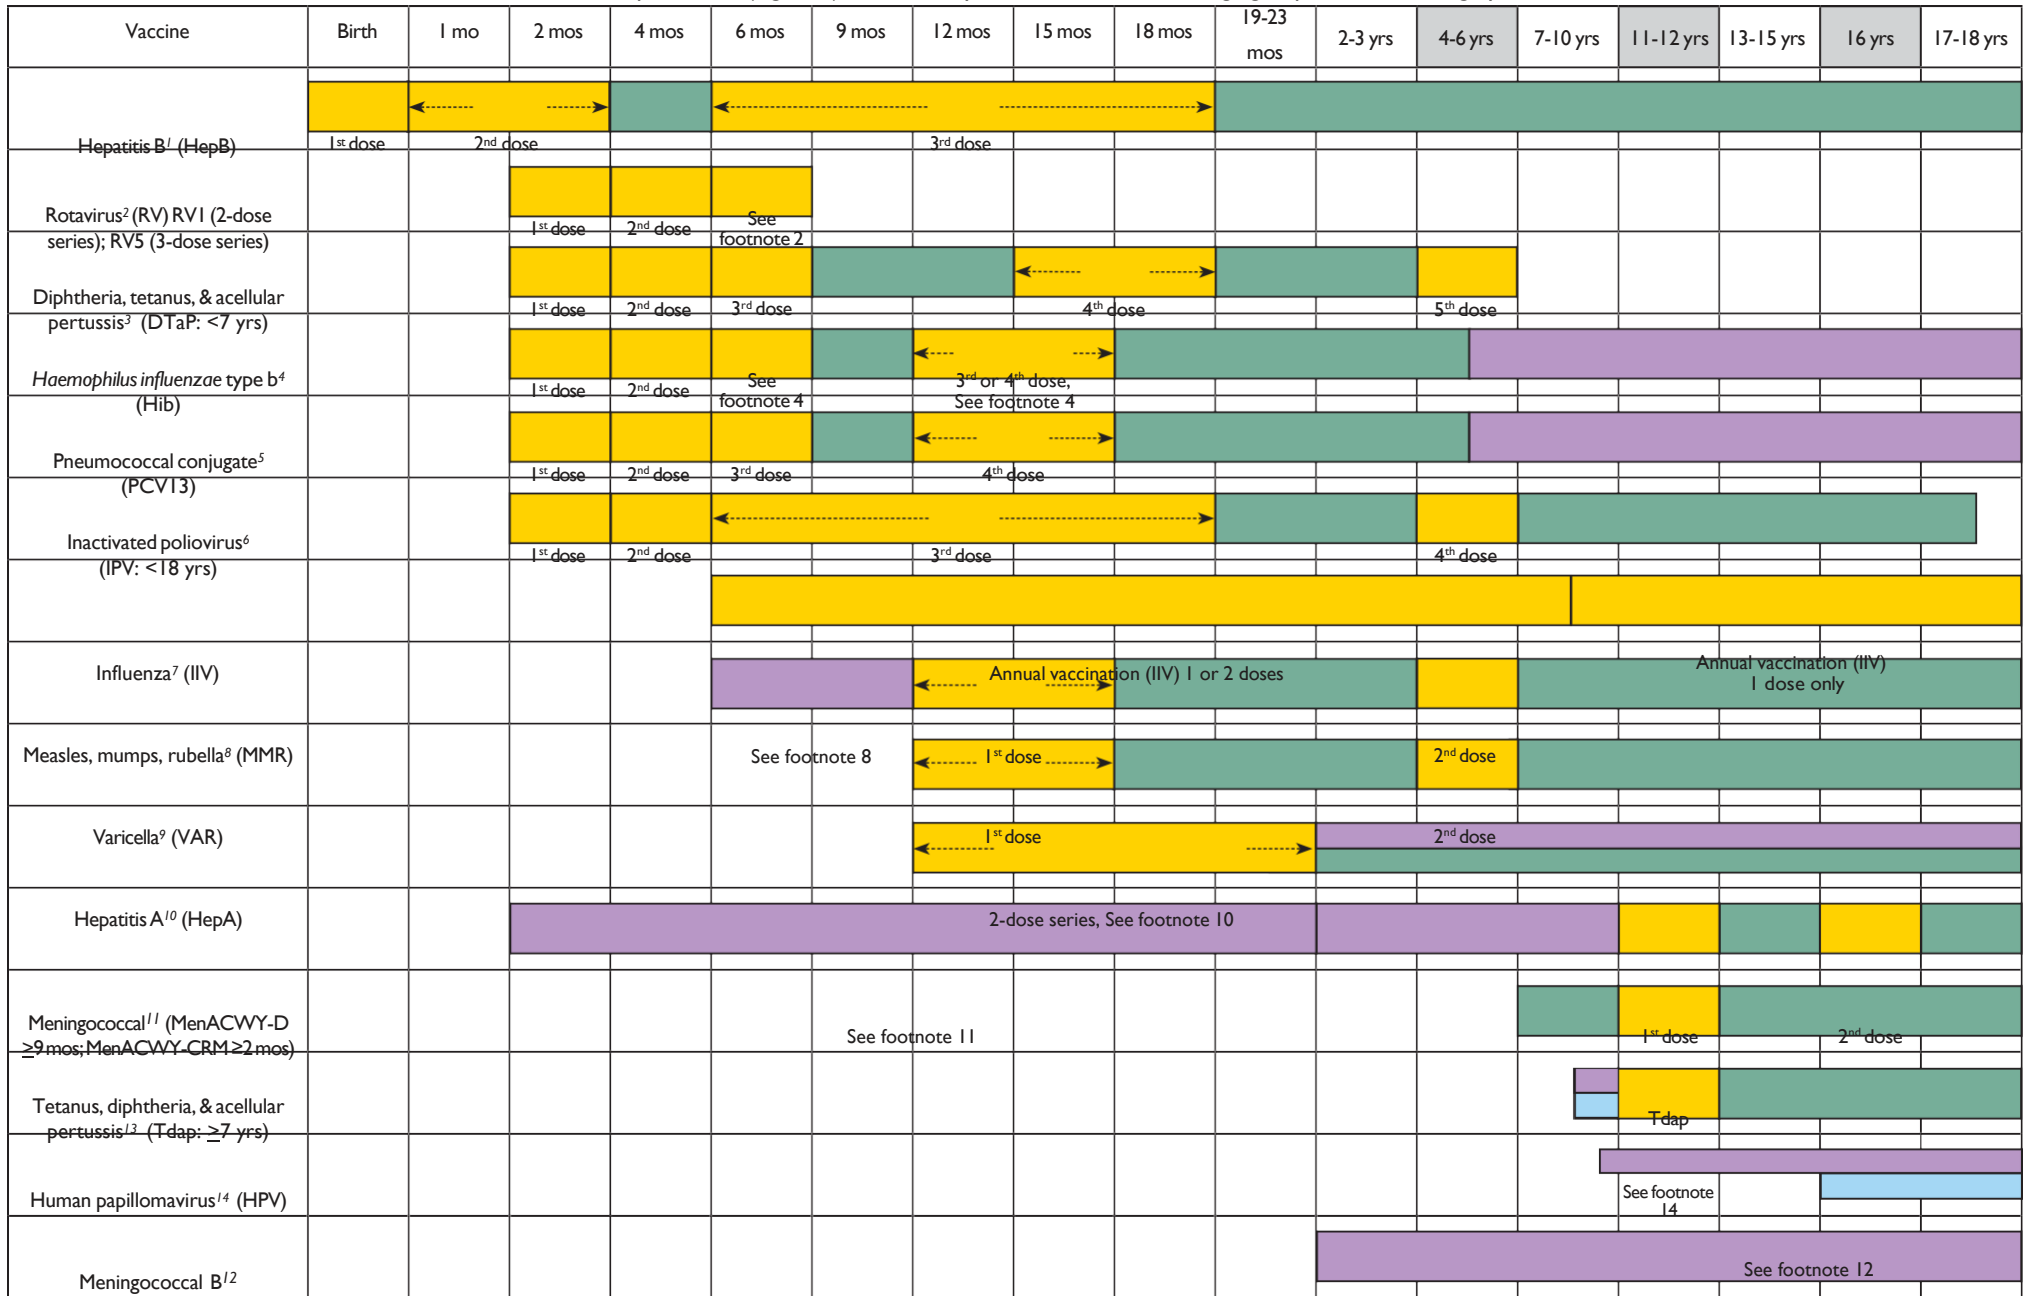 Vaccine Birth 1 mo 2 mos 4 mos 6 mos 9 mos 12 mos 15 mos 18 mos 19-23 mos 2-3 yrs 4-6 yrs 7-10 yrs 11-12 yrs 13-15 yrs 16 yrs 17-18 yrs
Hepatitis B1 (HepB)
1st dose 2nd dose 3rd dose
Rotavirus2 (RV) RV1 (2-dose
series); RV5 (3-dose series)
1st dose 2nd dose See
footnote 2
Diphtheria, tetanus, & acellular
pertussis3 (DTaP: <7 yrs)
1st dose 2nd dose 3rd dose 4th dose 5th dose
Haemophilus influenzae type b4
(Hib)
1st dose 2nd dose See
footnote 4
3rd or 4th dose,
See footnote 4
Pneumococcal conjugate5
(PCV13)
1st dose 2nd dose 3rd dose 4th dose
Inactivated poliovirus6
(IPV: <18 yrs)
1st dose 2nd dose 3rd dose 4th dose
Influenza7 (IIV)
Annual vaccination (IIV) 1 or 2 doses
Annual vaccination (IIV)
1 dose only
Measles, mumps, rubella8 (MMR)
See footnote 8 1st dose 2nd dose
Varicella9 (VAR)
1st dose 2nd dose
Hepatitis A10 (HepA)
2-dose series, See footnote 10
Meningococcal11 (MenACWY-D
≥9 mos; MenACWY-CRM ≥2 mos)
See footnote 11 1st dose 2nd dose
Tetanus, diphtheria, & acellular
pertussis13 (Tdap: ≥7 yrs)
Tdap
Human papillomavirus14 (HPV)
See footnote
14
Meningococcal B12
See footnote 12